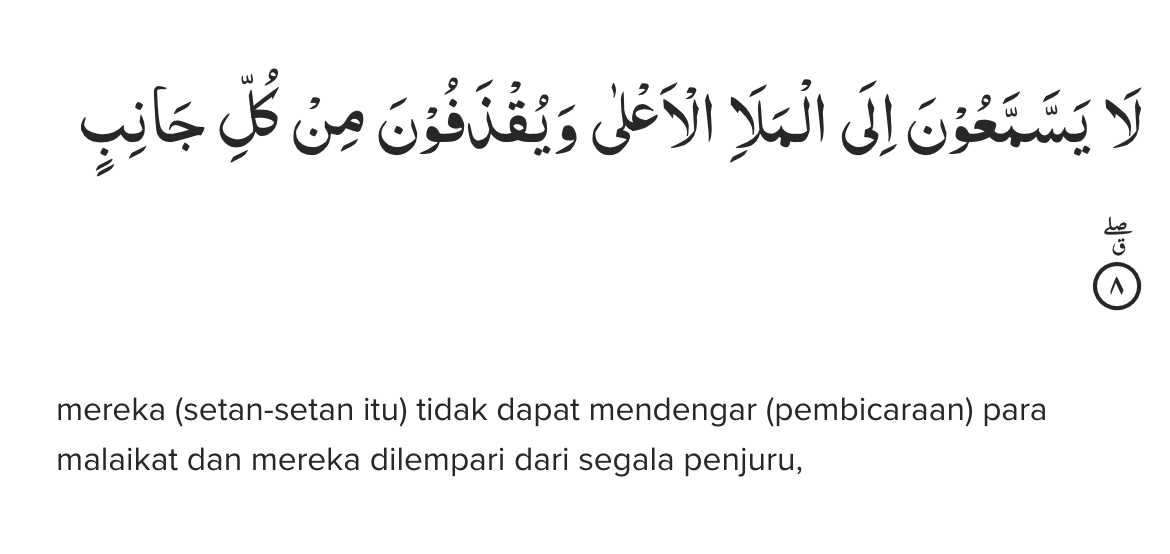 لَا يَسَّمَّعُوْنَ اِلَى الْمَلَاِ الْاَعْلٰى وَيُقْذَفُوْنَ مِنْ كُلِّ جَانِبٍ
ۖق
٨
mereka (setan-setan itu) tidak dapat mendengar (pembicaraan) para
malaikat dan mereka dilempari dari segala penjuru,